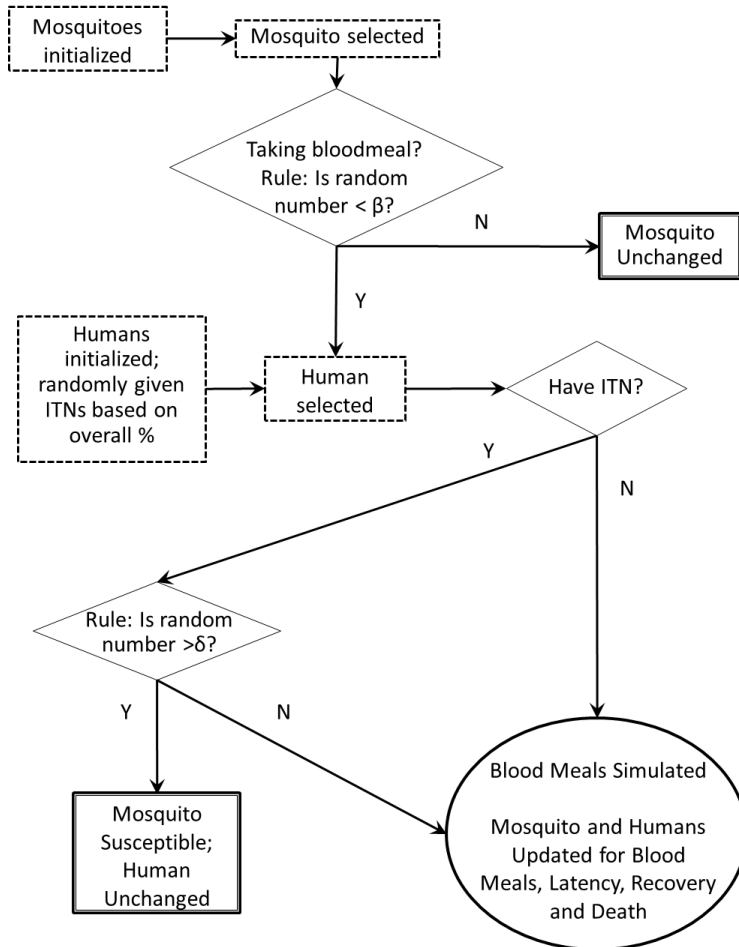 Mosquitoes
initialized
Mosquito selected
Taking bloodmeal?
Rule: Is random
number < β?
N
Mosquito
Unchanged
Y
Humans
initialized;
randomly given
ITNs based on
overall %
Human
selected
Have ITN?
Y
N
Rule: Is random
number >δ?
Y
N
Mosquito
Susceptible;
Human
Unchanged
Blood Meals Simulated
Mosquito and Humans
Updated for Blood
Meals, Latency, Recovery
and Death